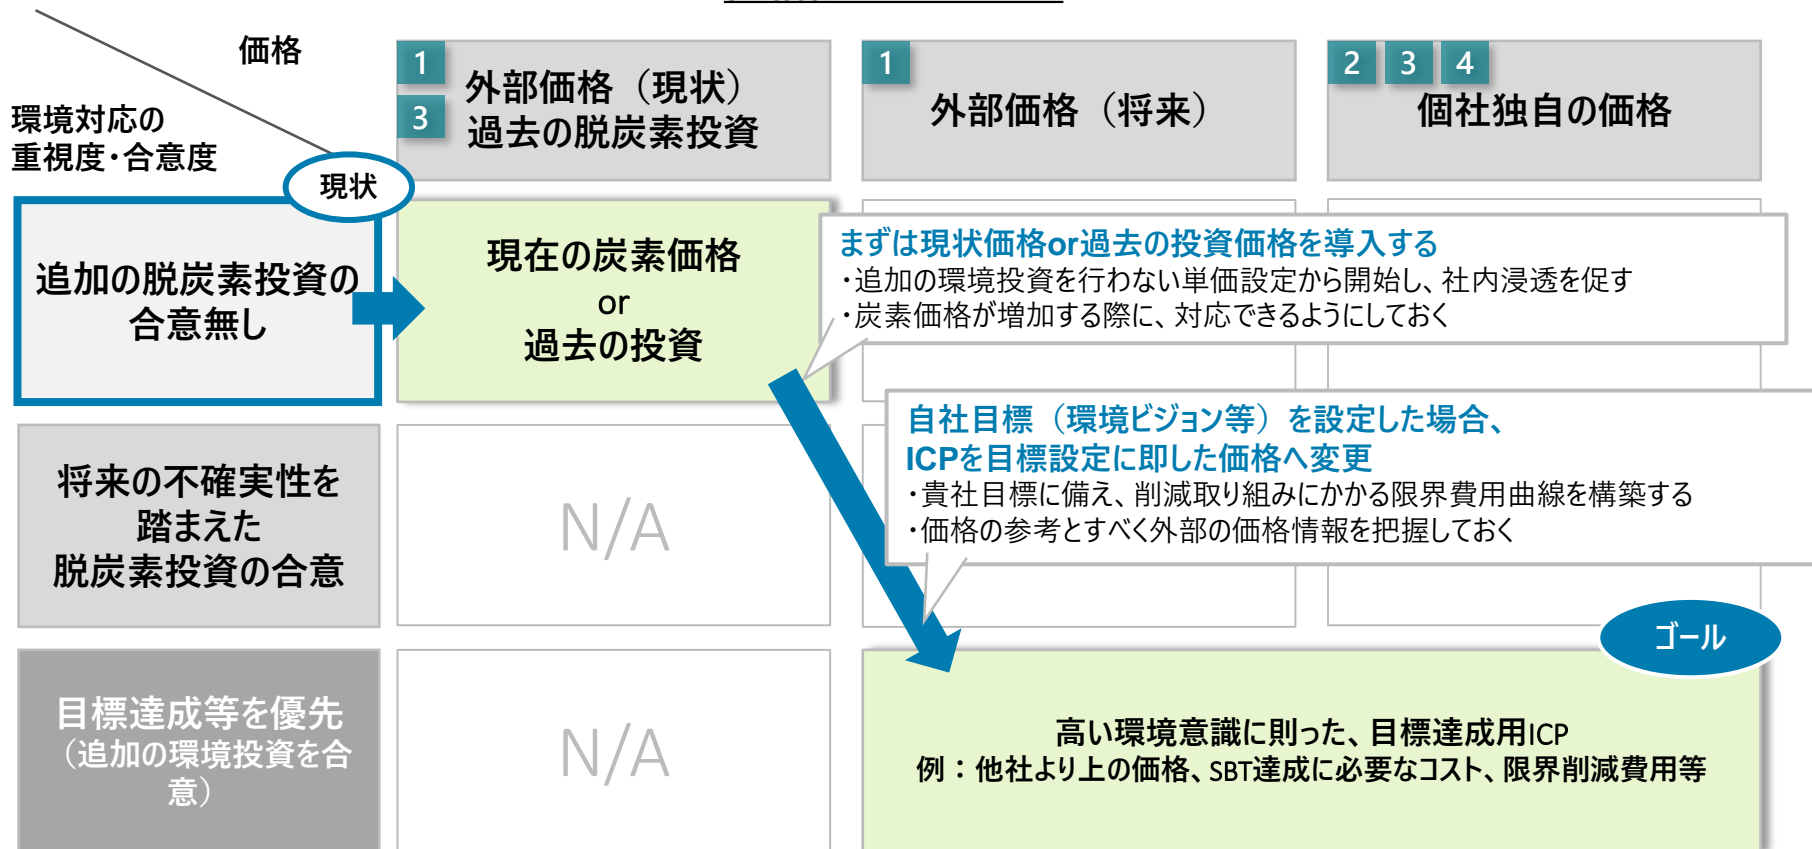 価格
環境対応の
重視度・合意度
現状
1
3
外部価格（現状）
過去の脱炭素投資
1
外部価格（将来）
2 3 4
個社独自の価格
追加の脱炭素投資の
合意無し
現在の炭素価格
or
過去の投資
まずは現状価格or過去の投資価格を導入する
・追加の環境投資を行わない単価設定から開始し、社内浸透を促す
・炭素価格が増加する際に、対応できるようにしておく
自社目標（環境ビジョン等）を設定した場合、
ICPを目標設定に即した価格へ変更
・貴社目標に備え、削減取り組みにかかる限界費用曲線を構築する
・価格の参考とすべく外部の価格情報を把握しておく
将来の不確実性を
踏まえた
脱炭素投資の合意
N/A
ゴール
目標達成等を優先
（追加の環境投資を合
意）
N/A
高い環境意識に則った、目標達成用ICP
例：他社より上の価格、SBT達成に必要なコスト、限界削減費用等